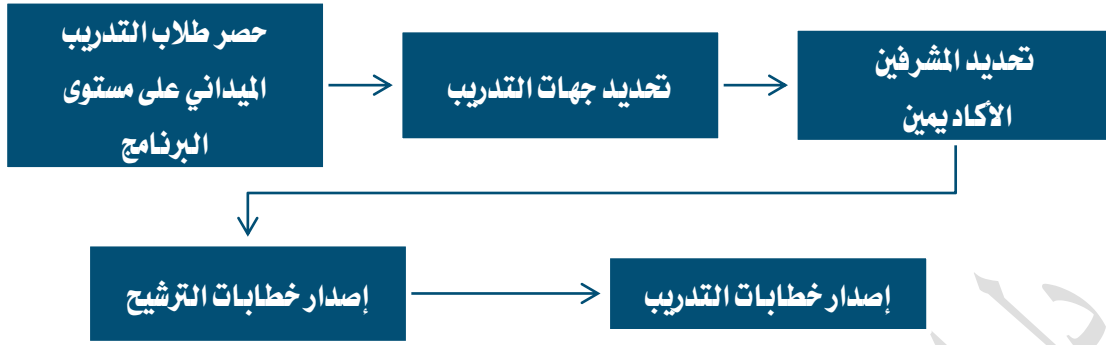 حصر طلاب التدريب
الميداني على مستوى
البرنامج
تحديد جهات التدريب
تحديد المشرفين
الأكاديمين
إصدار خطابات الترشيح
إصدار خطابات التدريب